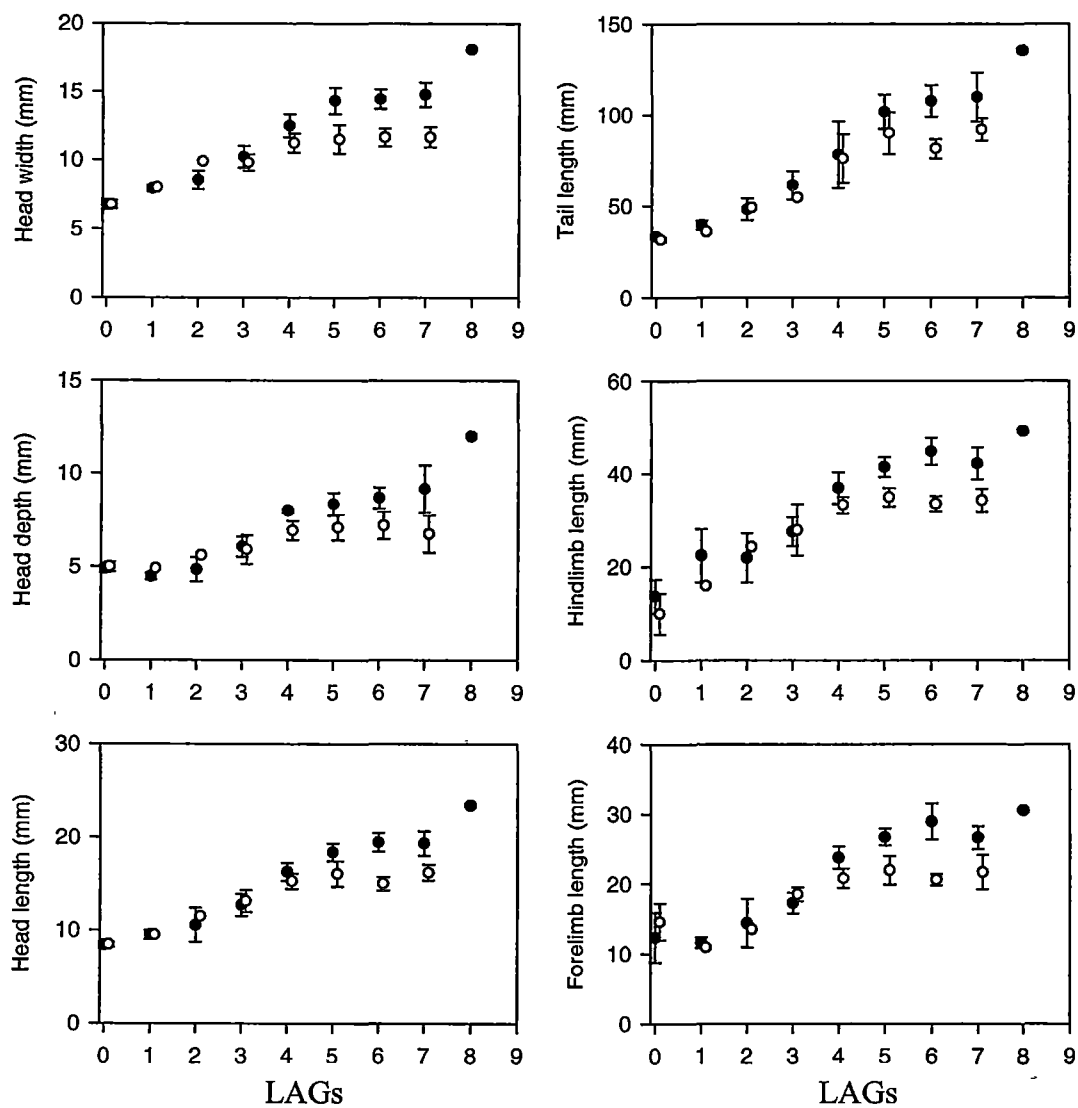 Head width (mm)
20
15
10
5
0
0 1 2 3 4 5 6 7 8 9
Tail length (mm)
150
100
50
0
0 1 2 3 4 5 6 7 8 9
Head depth (mm)
15
10
5
0
0 1 2 3 4 5 6 7 8 9
Hindlimb length (mm)
60
40
20
0
0 1 2 3 4 5 6 7 8 9
Head length (mm)
30
20
10
0
0 1 2 3 4 5 6 7 8 9
LAGs
Forelimb length (mm)
40
30
20
10
0
0 1 2 3 4 5 6 7 8 9
LAGs